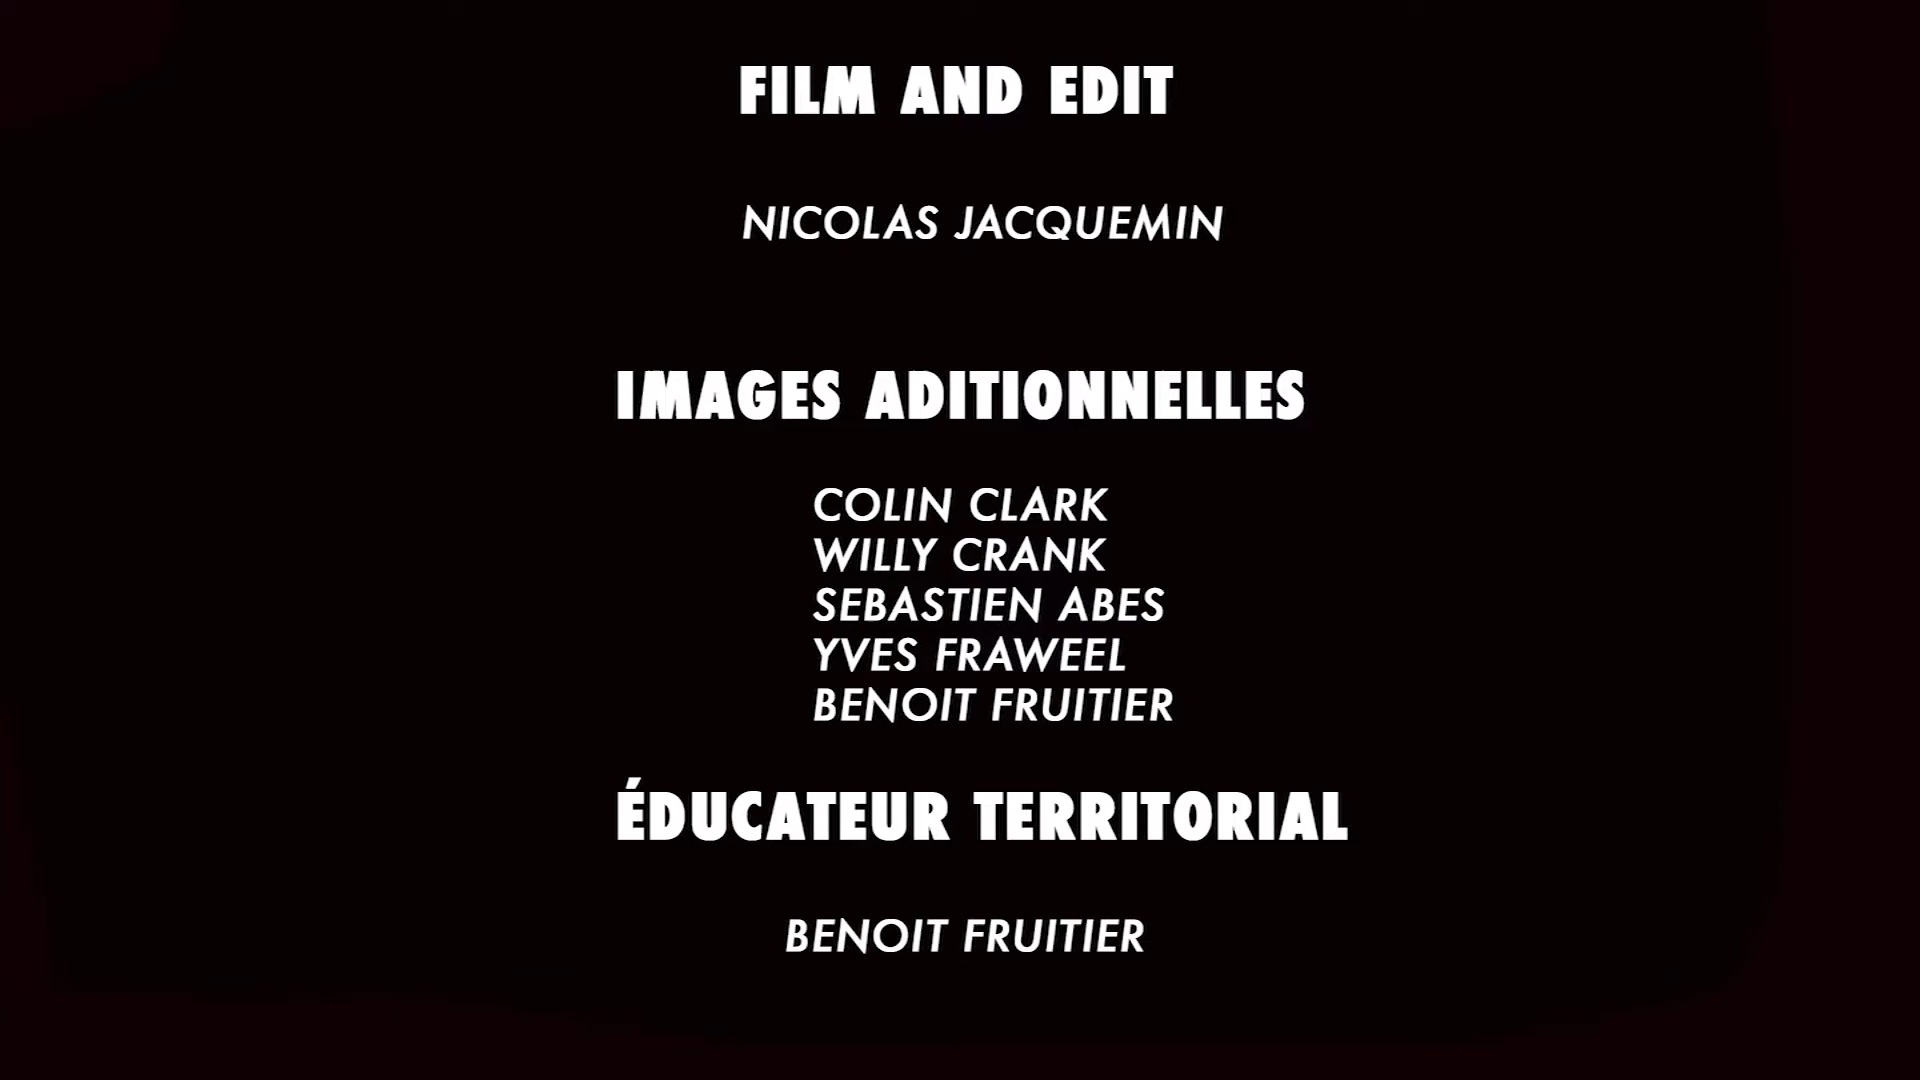 FILM AND EDIT
NICOLAS JACQUEMIN
IMAGES ADITIONNELLES
COLIN CLARK
WILLY CRANK
SEBASTIEN ABES
YVES FRAWEEL
BENOIT FRUITIER
ÉDUCATEUR TERRITORIAL
BENOIT FRUITIER